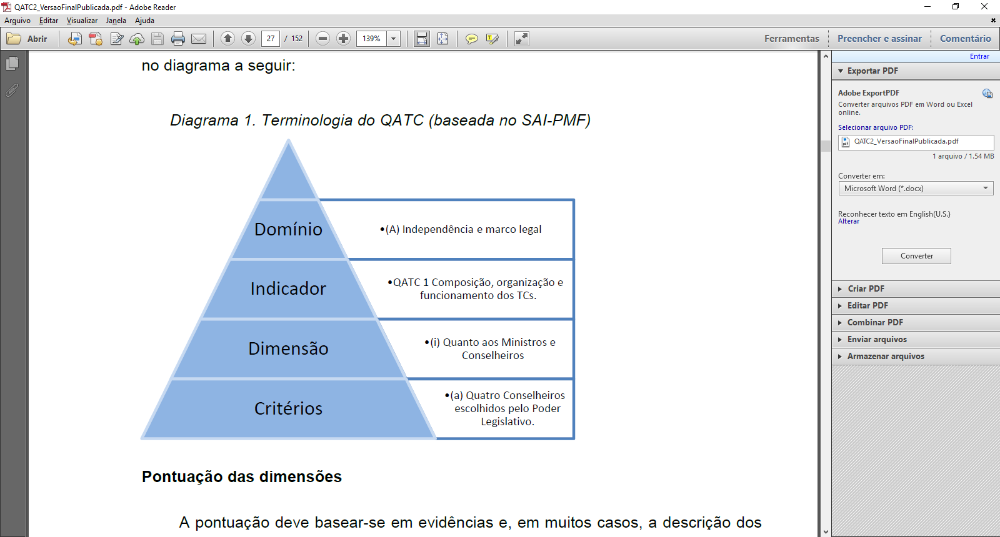 QATC2_VersaoFinalPublicada.pdf - Adobe Reader
Arquivo Editar Visualizar Janela Ajuda
Abrir
27 / 152
139%
Ferramentas
Preencher e assinar
Comentário
no diagrama a seguir:
Diagrama 1. Terminologia do QATC (baseada no SAI-PMF)
Domínio
•(A) Independência e marco legal
Indicador
•QATC 1 Composição, organização e
funcionamento dos TCs.
Dimensão
•(i) Quanto aos Ministros e
Conselheiros
Critérios
•(a) Quatro Conselheiros
escolhidos pelo Poder
Legislativo.
Pontuação das dimensões
A pontuação deve basear-se em evidências e, em muitos casos, a descrição dos
Entrar
Exportar PDF
Adobe ExportPDF
Converter arquivos PDF em Word ou Excel
online.
Selecionar arquivo PDF:
QATC2_VersaoFinalPublicada.pdf
1 arquivo / 1.54 MB
Converter em:
Microsoft Word (*.docx)
Reconhecer texto em English(U.S.)
Alterar
Converter
Criar PDF
Editar PDF
Combinar PDF
Enviar arquivos
Armazenar arquivos